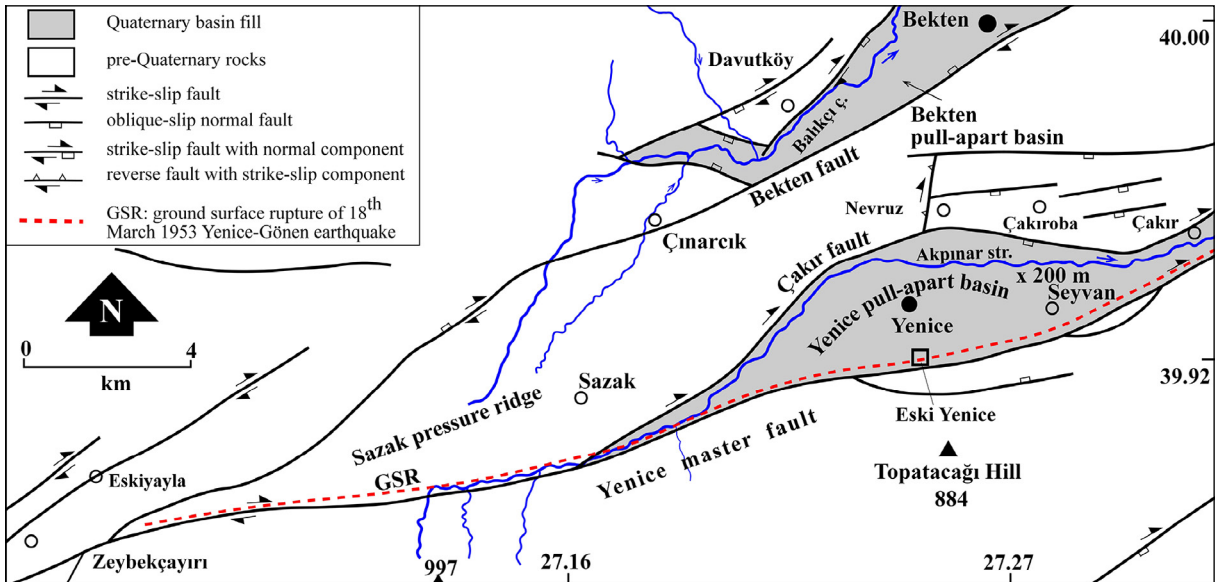 Quaternary basin fill
pre-Quaternary rocks
strike-slip fault
oblique-slip normal fault
strike-slip fault with normal component
reverse fault with strike-slip component
GSR: ground surface rupture of 18th
March 1953 Yenice-Gönen earthquake
N
0 4
km
Bekten
40.00
Davutköy
Balıkçı ç.
Bekten
pull-apart basin
Bekten fault
Nevruz
Çakıroba
Çakır
Çınarcık
Çakır fault
Akpınar str.
x 200 m
Seyvan
Yenice pull-apart basin
Yenice
39.92
Eski Yenice
Sazak
Sazak pressure ridge
GSR
Yenice master fault
Topatacağı Hill
884
Eskiyayla
Zeybekçayırı
997
27.16
27.27